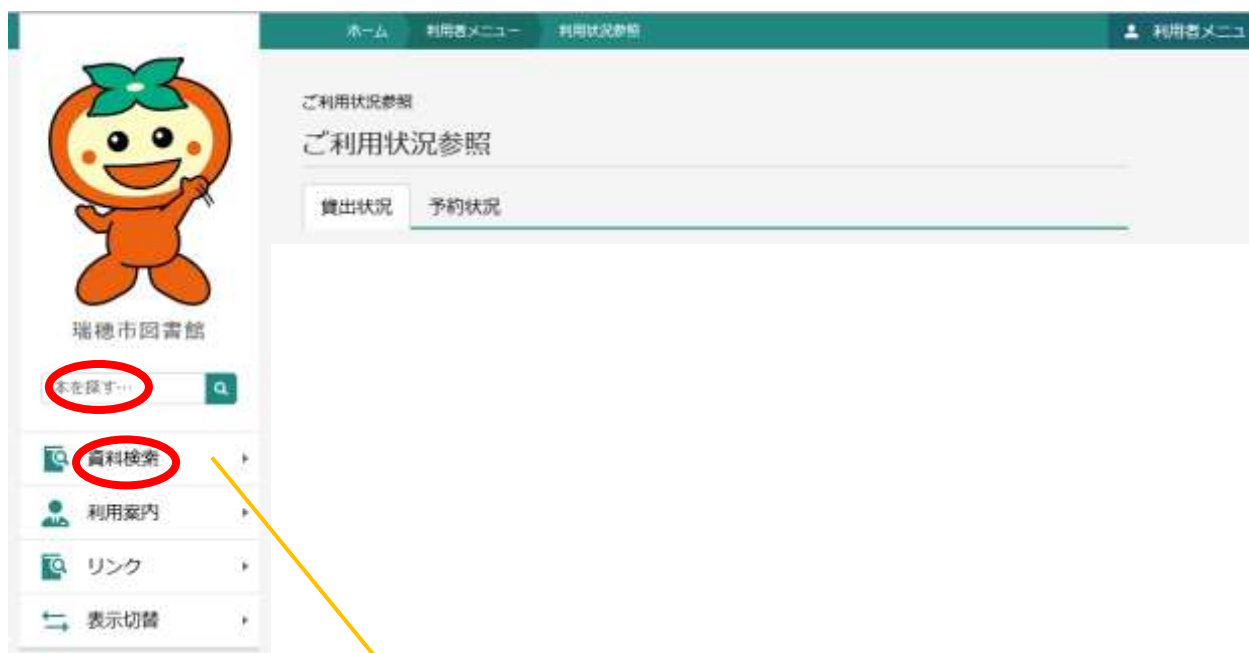 ホーム 利用者メニュー 利用状況参照 利用者メニュ
ご利用状況参照
ご利用状況参照
貸出状況 予約状況
瑞穂市図書館
本を探す…
資料検索
利用案内
リンク
表示切替